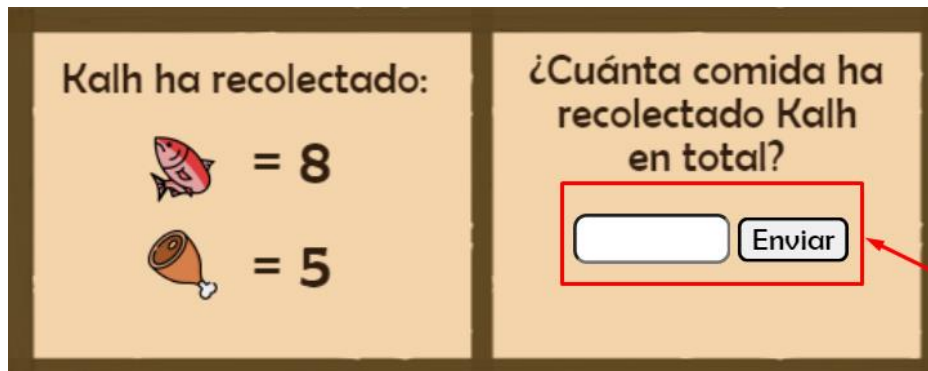 Kalh ha recolectado:
= 8
= 5
¿Cuánta comida ha
recolectado Kalh
en total?
Enviar